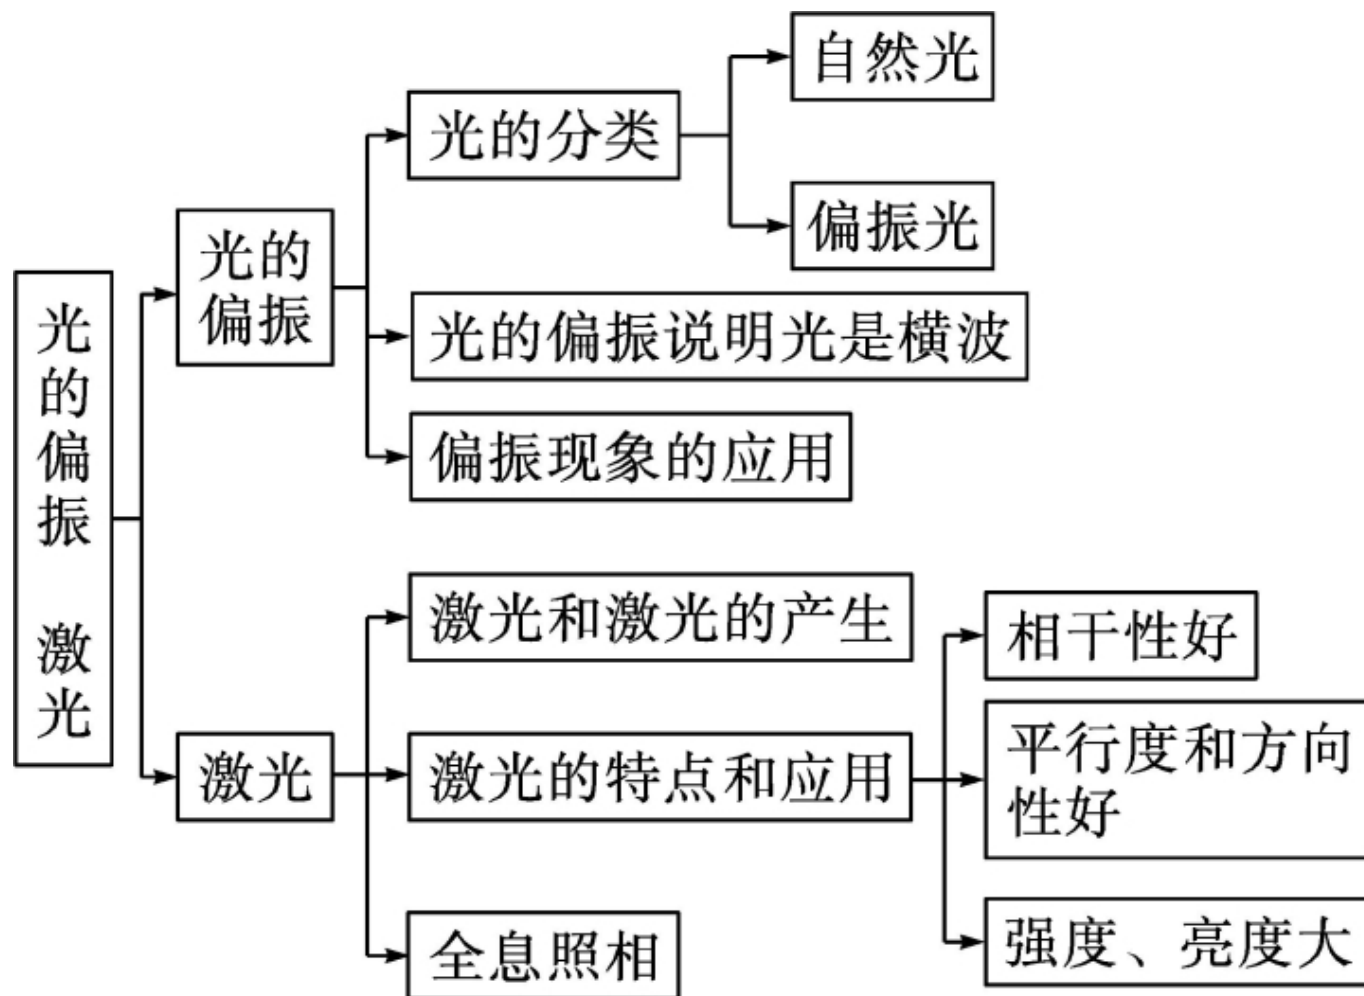 自然光
光的分类
偏振光
光的
偏振
光的偏振说明光是横波
偏振现象的应用
光的偏振 激光
激光和激光的产生
相干性好
激光
激光的特点和应用
平行度和方向
性好
强度、亮度大
全息照相